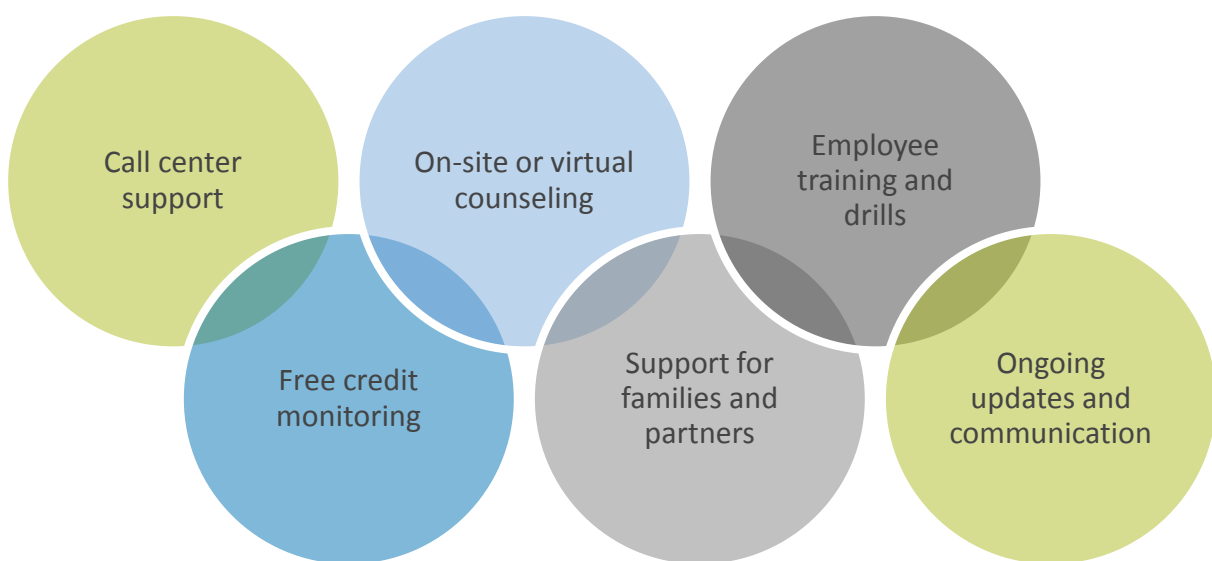 Call center
support
Free credit
monitoring
On-site or virtual
counseling
Support for
families and
partners
Employee
training and
drills
Ongoing
updates and
communication